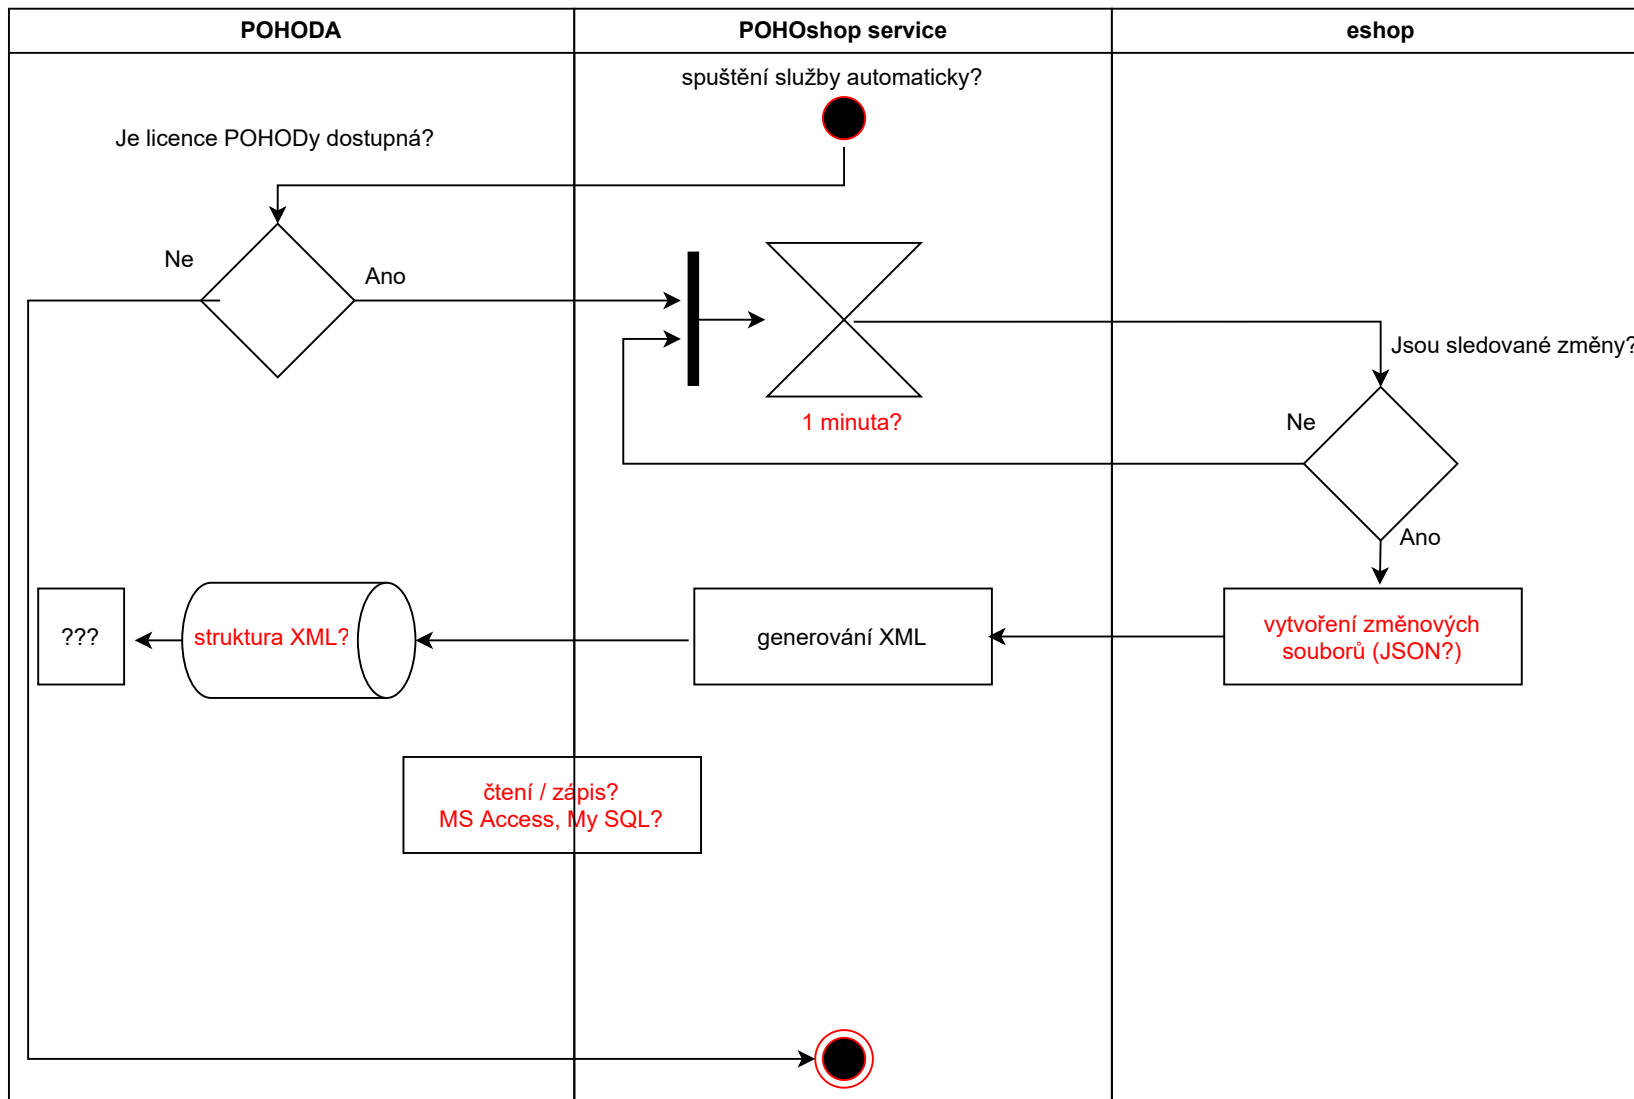 POHODA
POHOshop service
eshop
spuštění služby automaticky?
Je licence POHODy dostupná?
Ne
Ano
Jsou sledované změny?
1 minuta?
Ne
Ano
???
struktura XML?
generování XML
vytvoření změnových
souborů (JSON?)
čtení / zápis?
MS Access, My SQL?